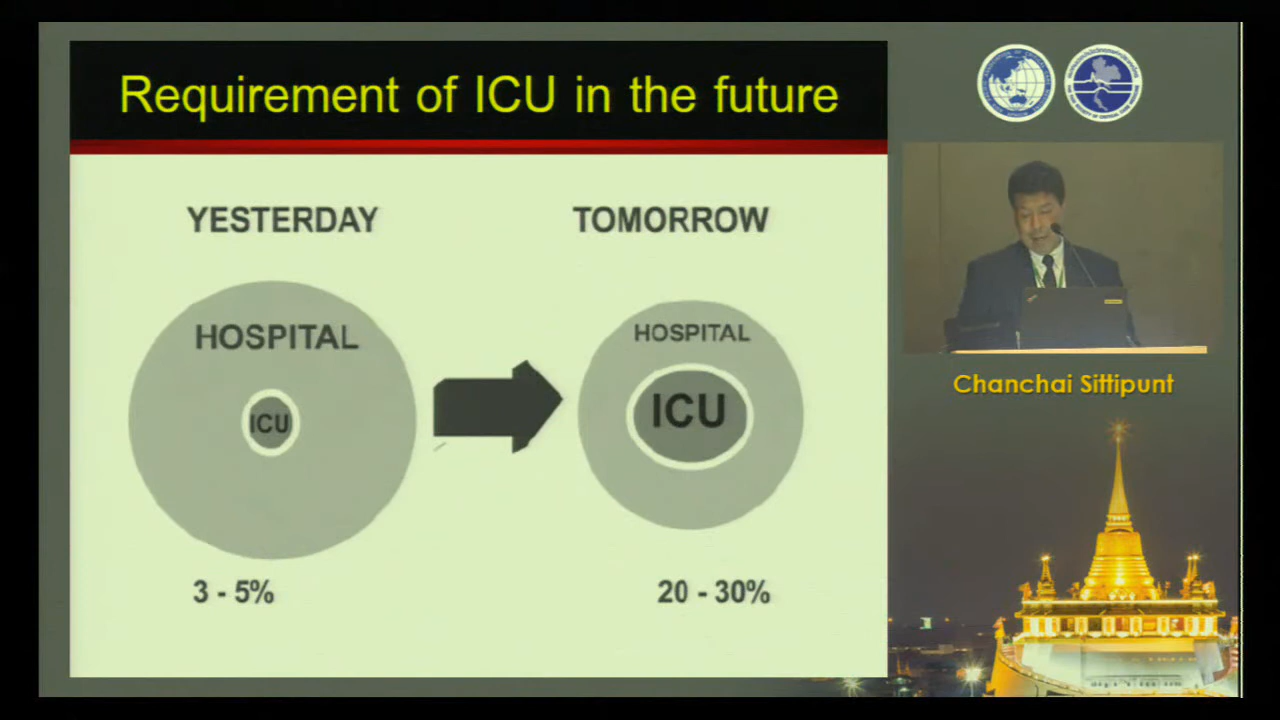 Requirement of ICU in the future
YESTERDAY
TOMORROW
HOSPITAL
ICU
HOSPITAL
ICU
3 - 5%
20 - 30%
Chanchai Sittipunt